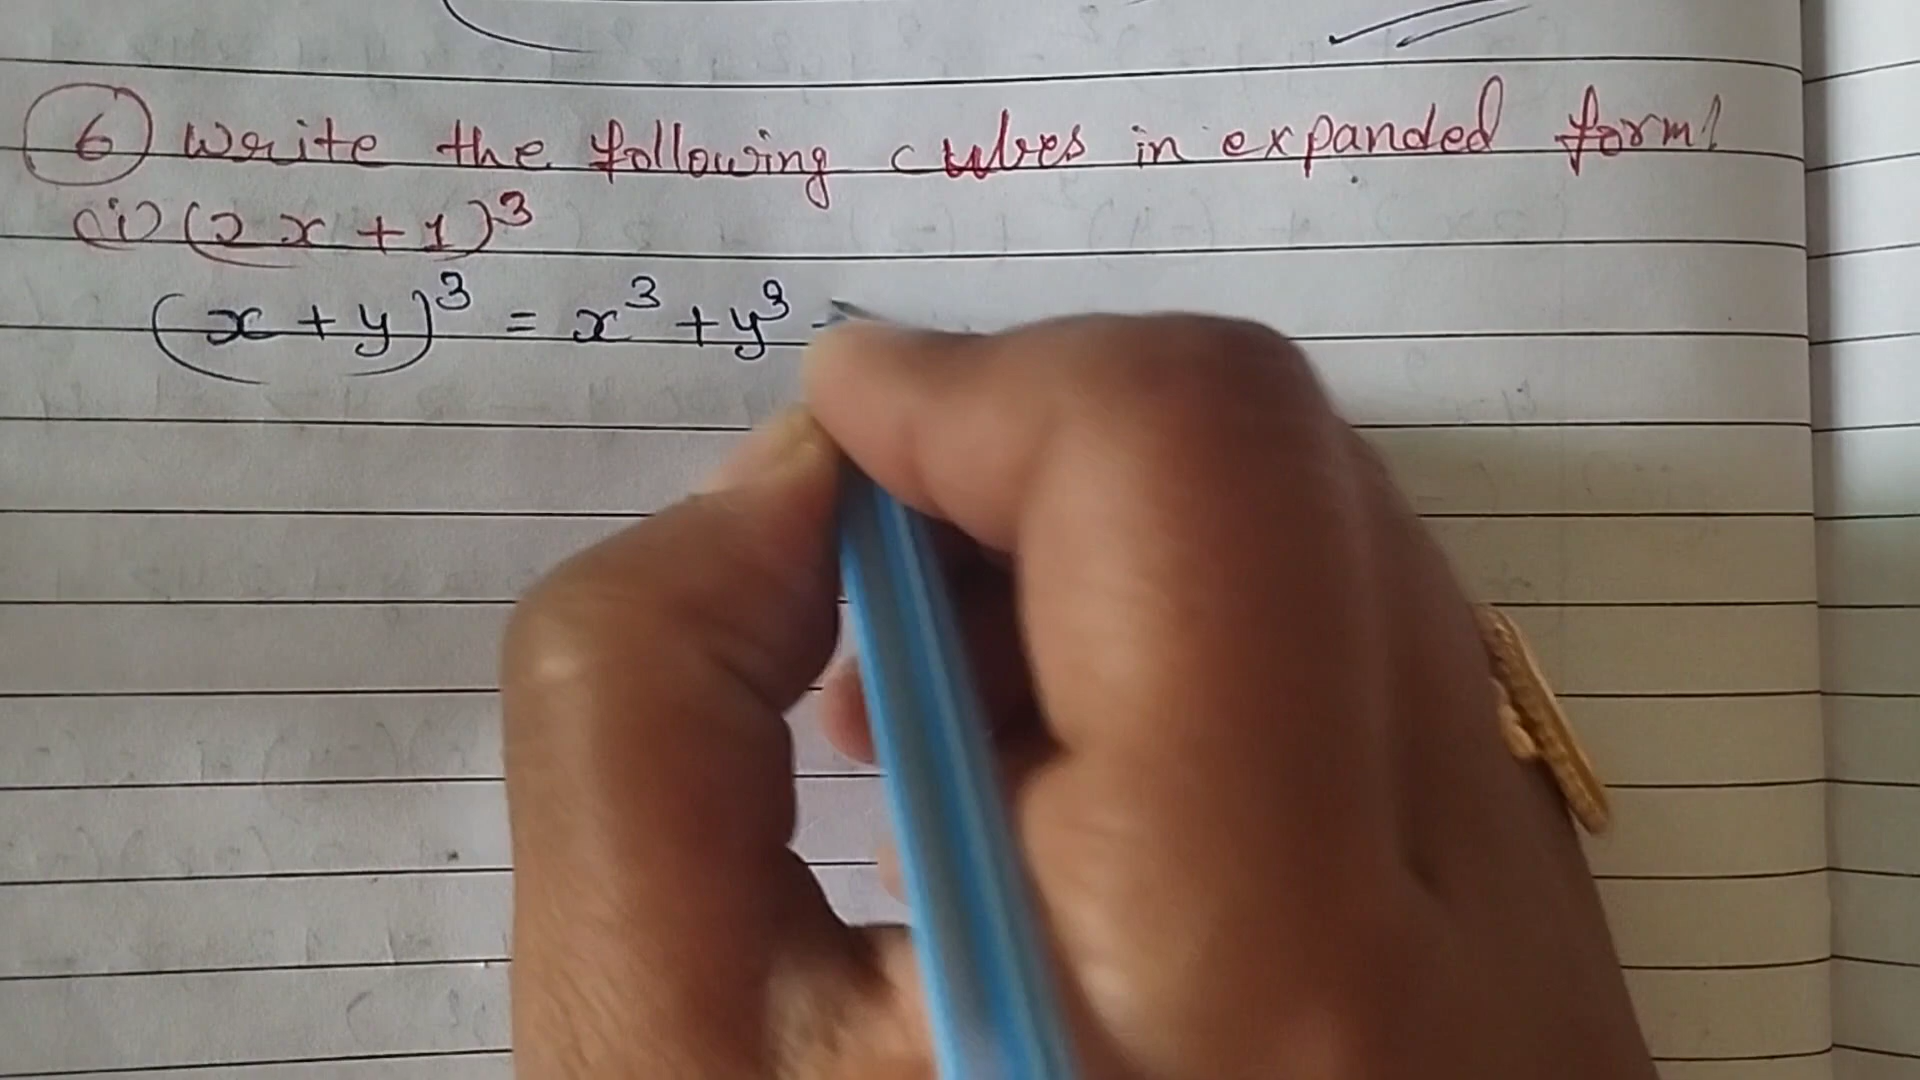 6 Write the following cubes in expanded form!
(i) (2x + 1)³
(x + y)³ = x³ + y³